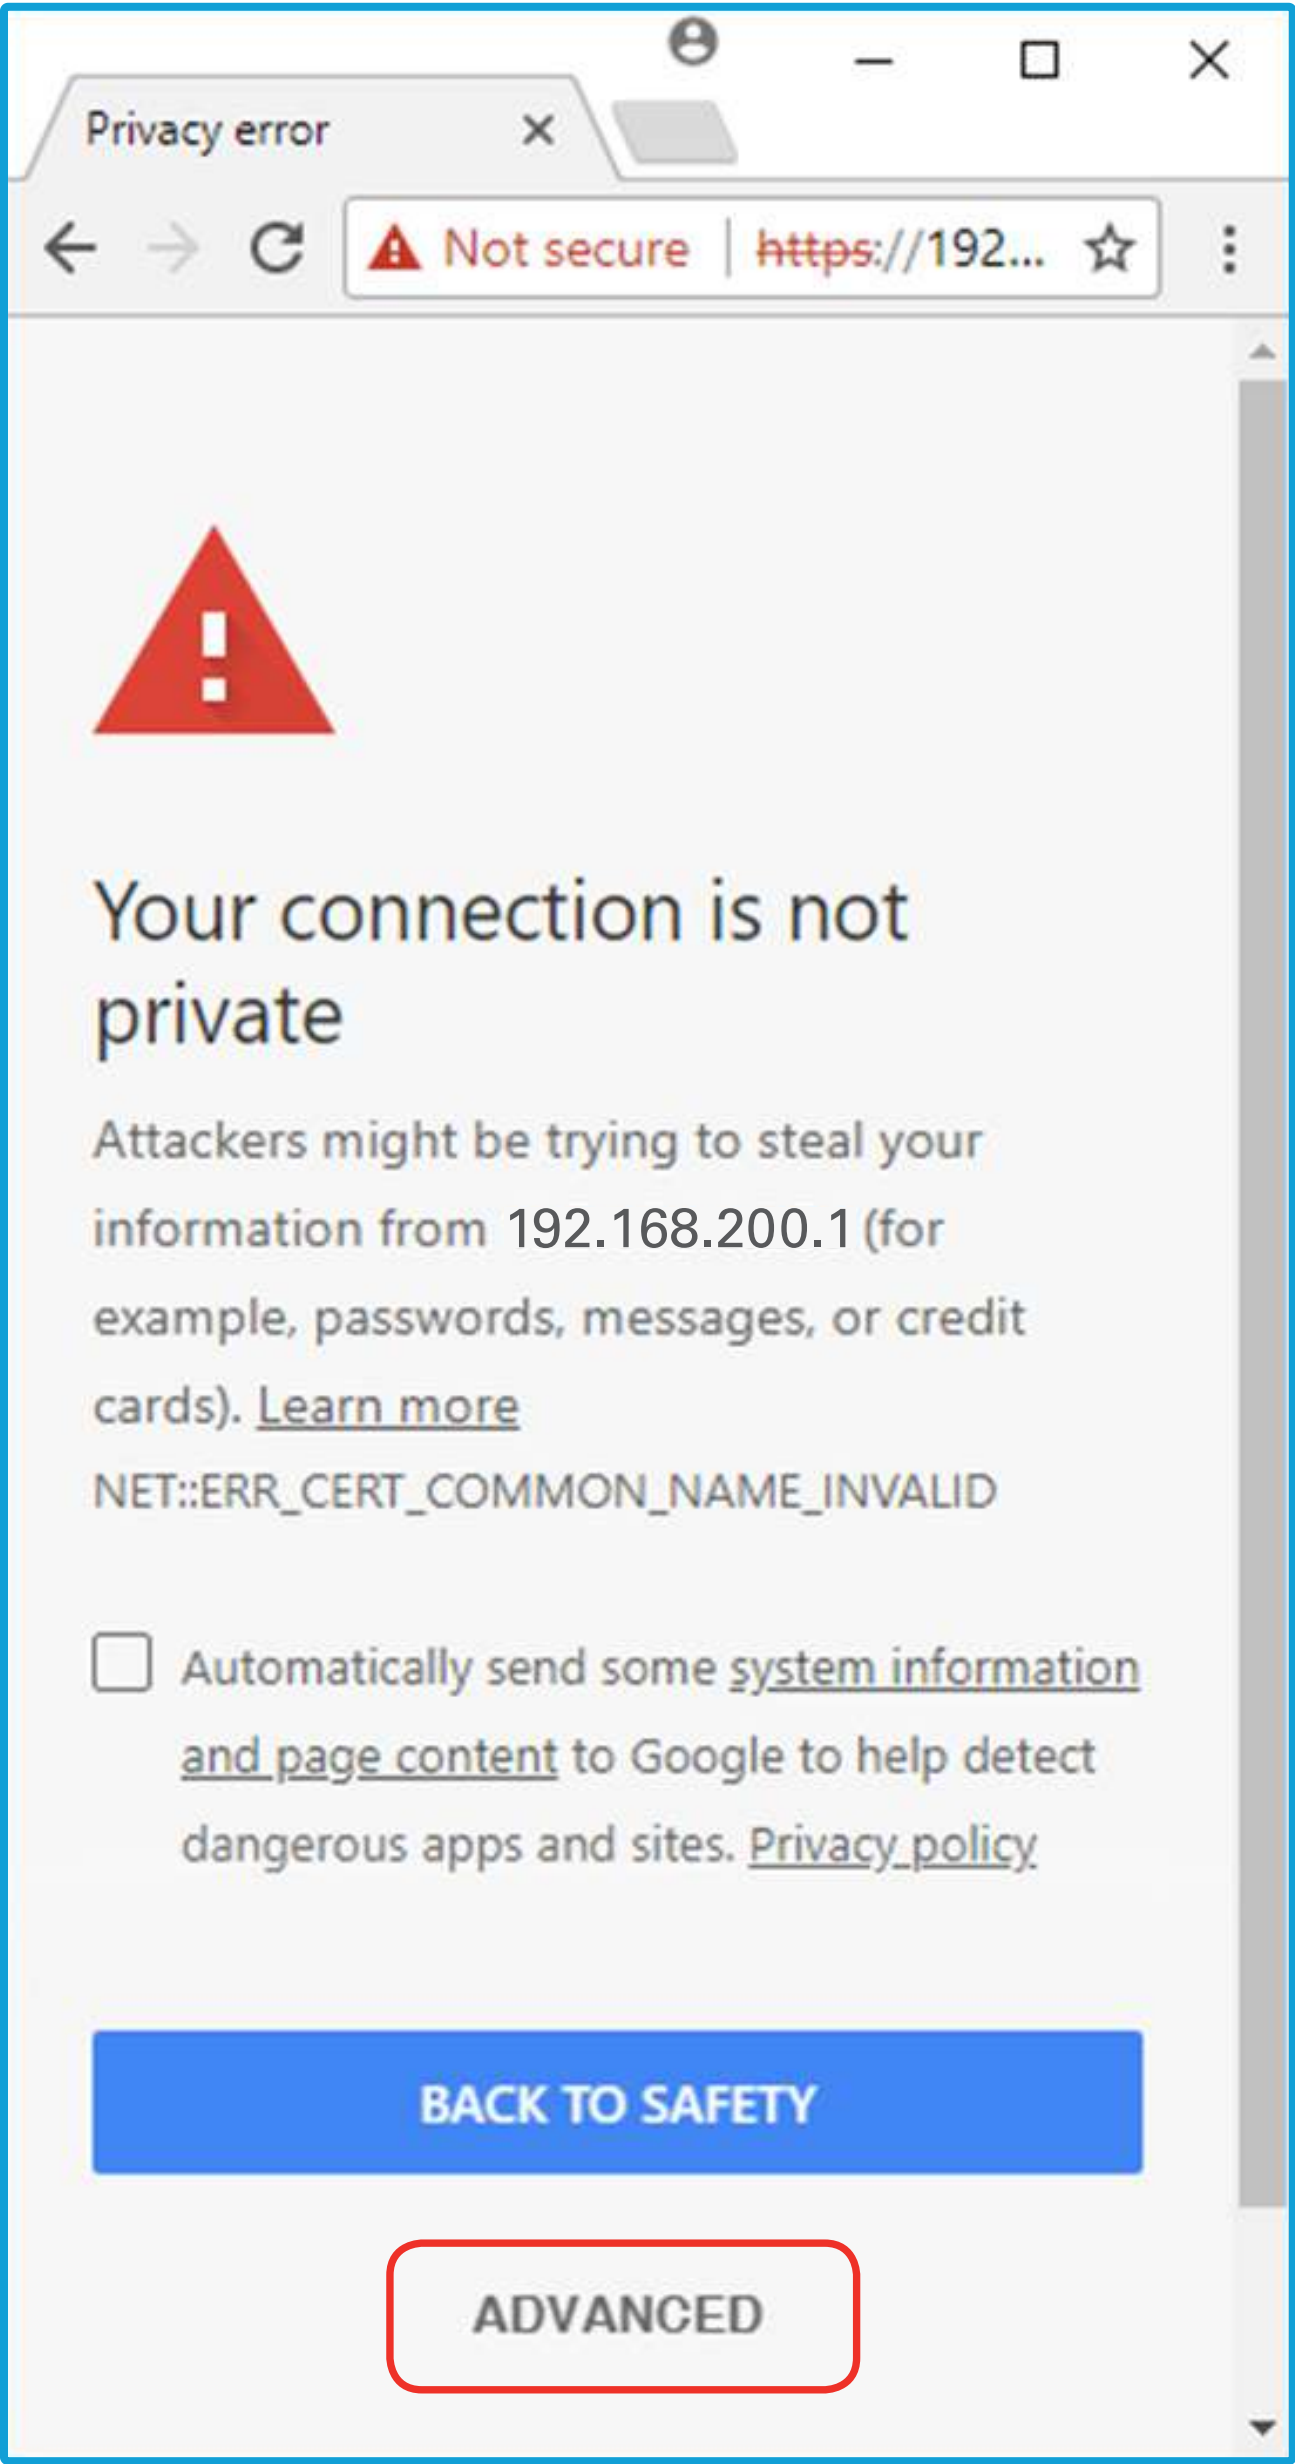 Privacy error
Not secure | https://192...
Your connection is not
private
Attackers might be trying to steal your
information from 192.168.200.1 (for
example, passwords, messages, or credit
cards). Learn more
NET::ERR_CERT_COMMON_NAME_INVALID
Automatically send some system information
and page content to Google to help detect
dangerous apps and sites. Privacy policy
BACK TO SAFETY
ADVANCED